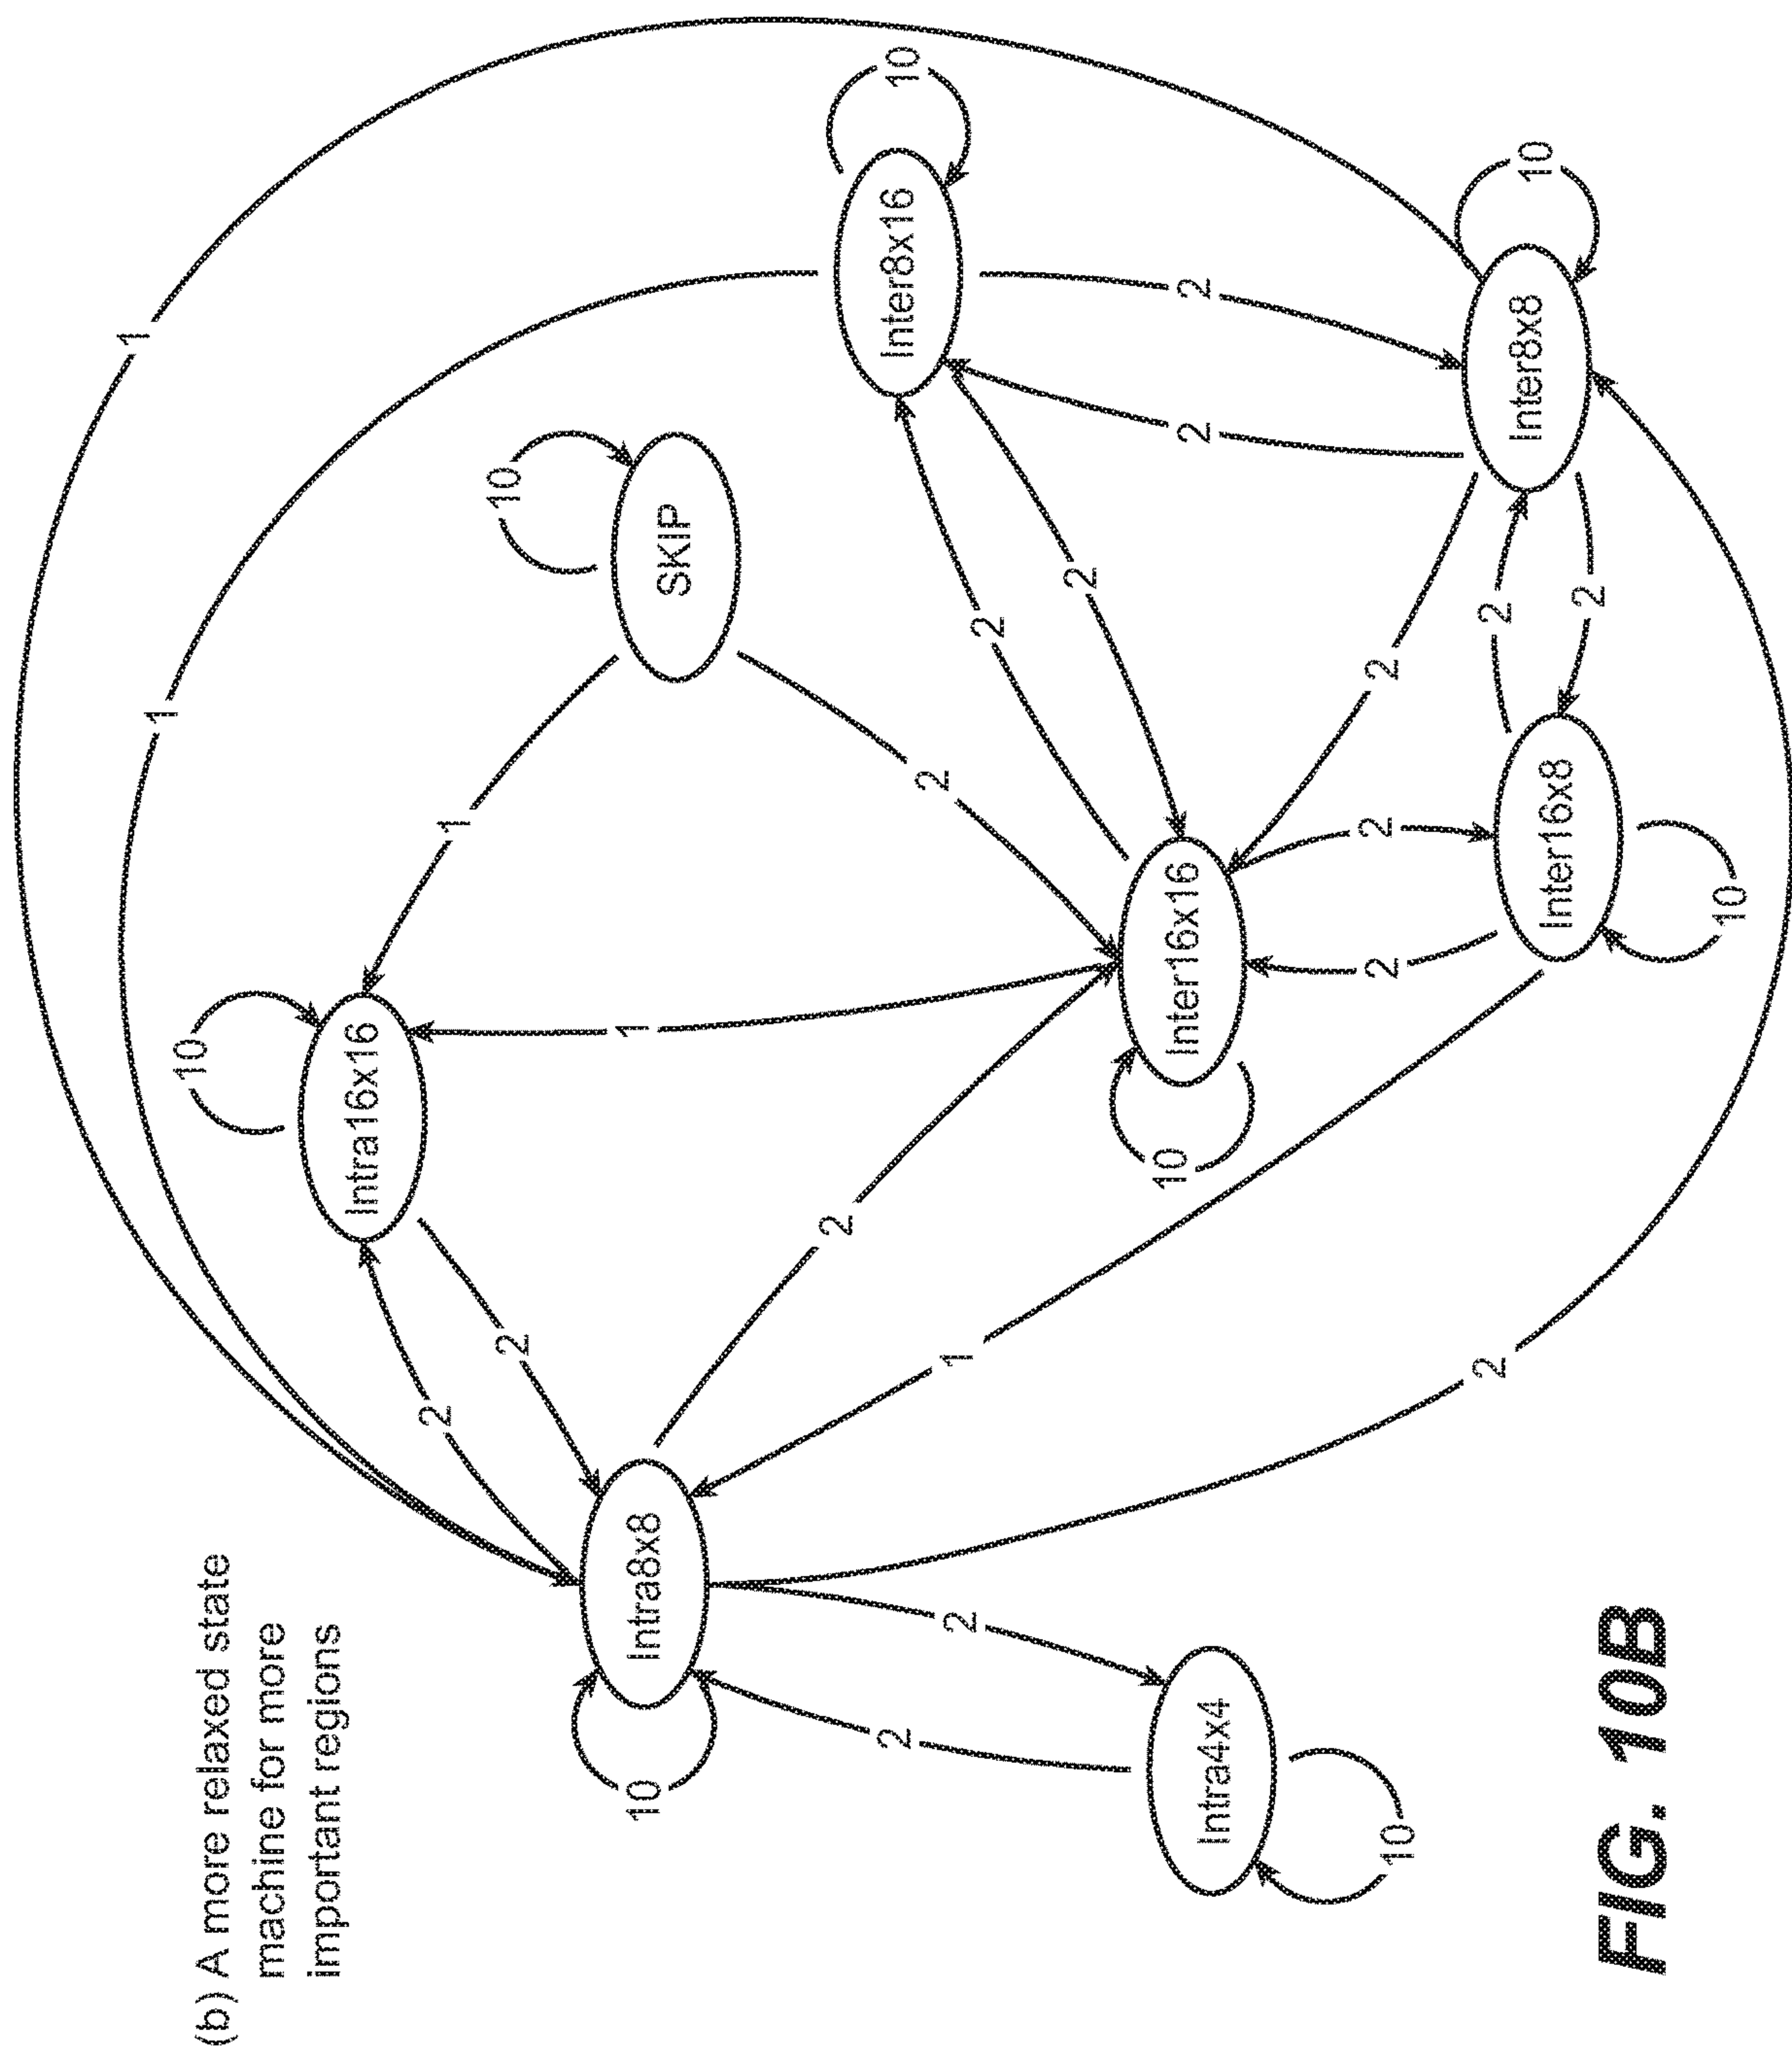 (b) A more relaxed state
machine for more
important regions
1
1
10
Intra16x16
2
1
10
2
1
10
Intra8x8
SKIP
2
2
Inter8x16
10
2
1
2
2
2
10
Inter16x16
2
2
Intra4x4
2
2
2
10
2
2
Inter8x8
10
Inter16x8
2
10
FIG. 10B